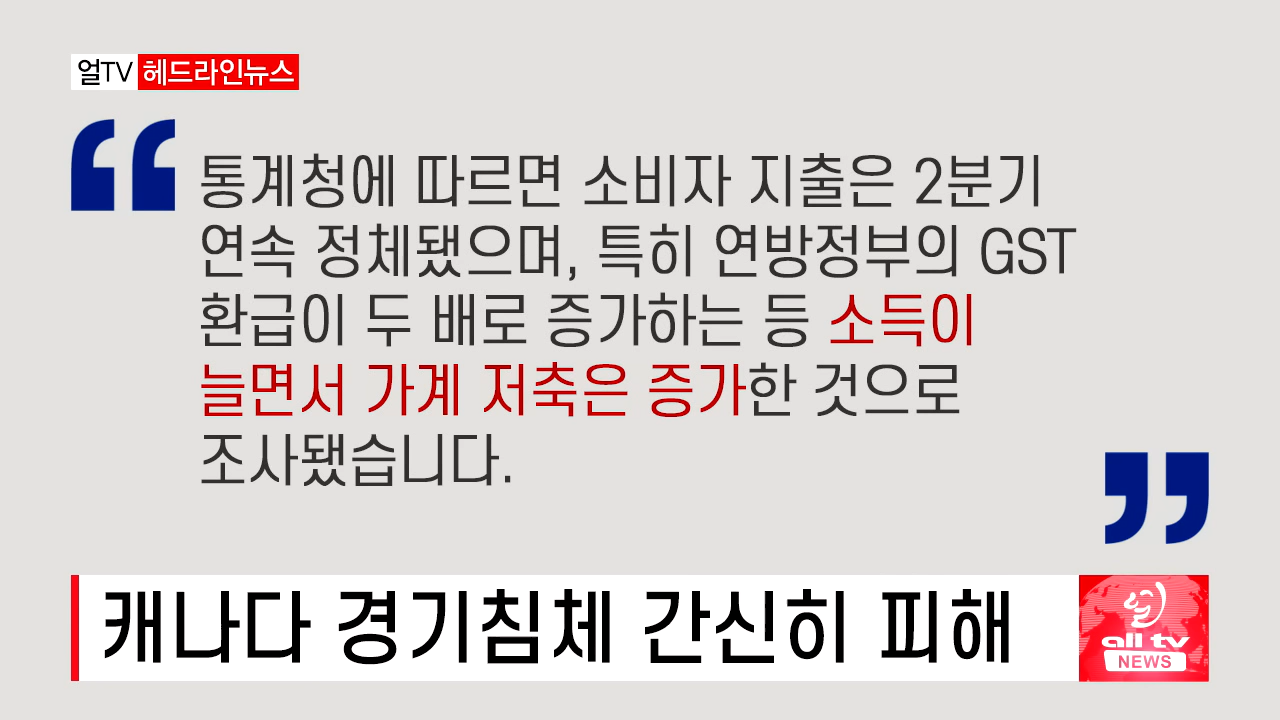 얼TV 헤드라인뉴스
통계청에 따르면 소비자 지출은 2분기
연속 정체됐으며, 특히 연방정부의 GST
환급이 두 배로 증가하는 등 소득이
늘면서 가계 저축은 증가한 것으로
조사됐습니다.
캐나다 경기침체 간신히 피해
all tv
NEWS